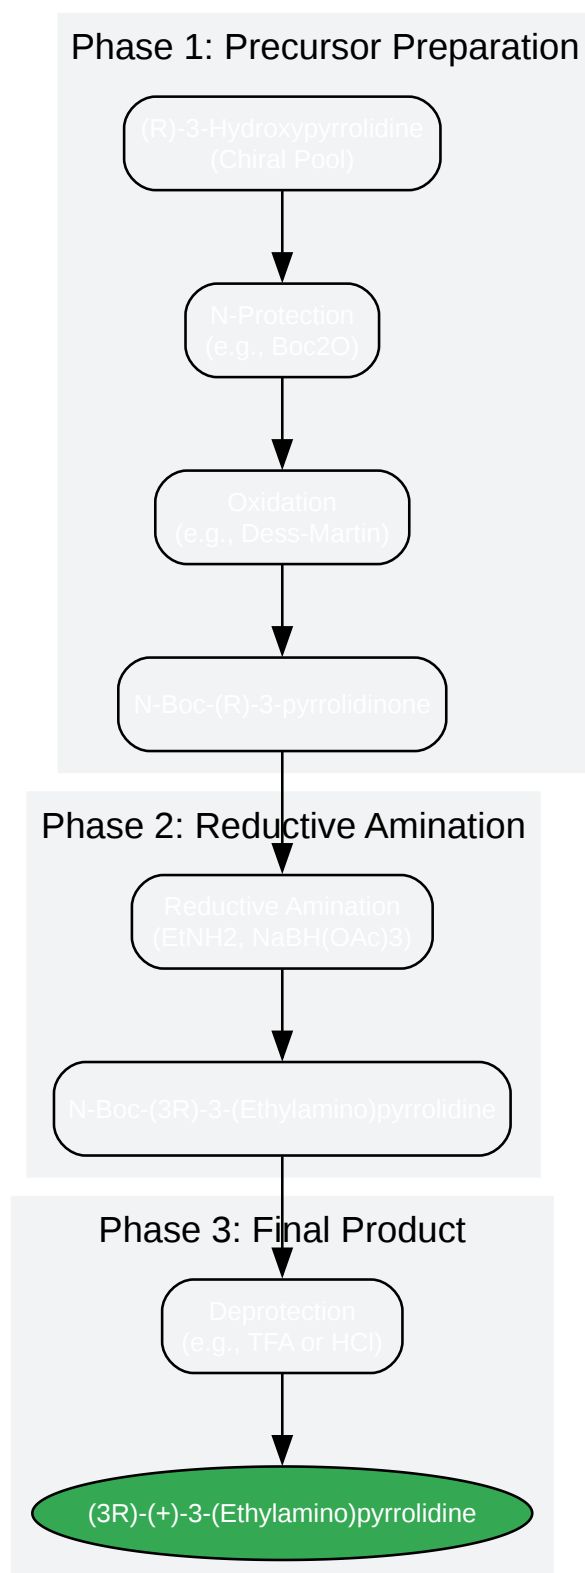 Phase 1: Precursor Preparation
(R)-3-Hydroxypyrrolidine
(Chiral Pool)
N-Protection
(e.g., Boc2O)
Oxidation
(e.g., Dess-Martin)
N-Boc-(R)-3-pyrrolidinone
Phase 2: Reductive Amination
Reductive Amination
(EtNH2, NaBH(OAc)3)
N-Boc-(3R)-3-(Ethylamino)pyrrolidine
Phase 3: Final Product
Deprotection
(e.g., TFA or HCl)
(3R)-(+)-3-(Ethylamino)pyrrolidine